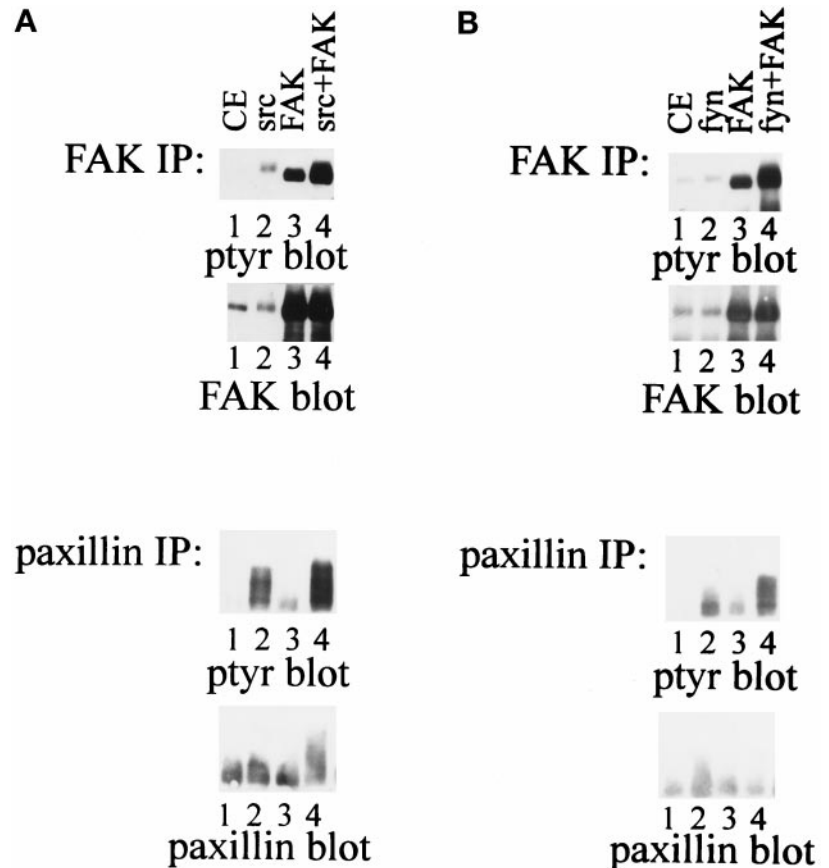 A
CE
src
FAK
src+FAK
FAK IP:
1 2 3 4
ptyr blot
1 2 3 4
FAK blot
paxillin IP:
1 2 3 4
ptyr blot
1 2 3 4
paxillin blot
B
CE
fyn
FAK
fyn+FAK
FAK IP:
1 2 3 4
ptyr blot
1 2 3 4
FAK blot
paxillin IP:
1 2 3 4
ptyr blot
1 2 3 4
paxillin blot